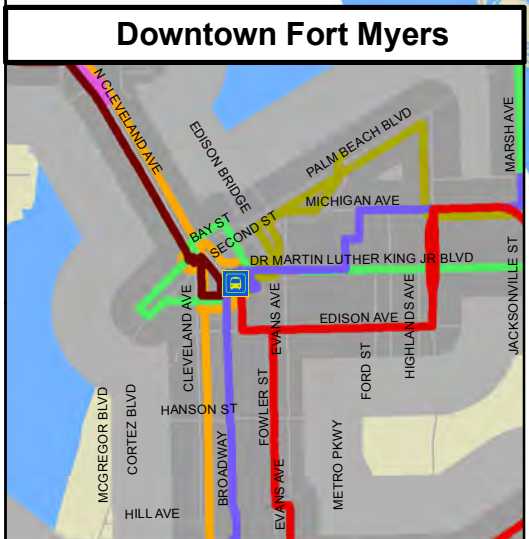 Downtown Fort Myers
N CLEVELAND AVE
EDISON BRIDGE
PALM BEACH BLVD
MARSH AVE
MICHIGAN AVE
BAY ST
SECOND ST
DR MARTIN LUTHER KING JR BLVD
CLEVELAND AVE
EVANS AVE
EDISON AVE
HIGHLANDS AVE
JACKSONVILLE ST
FORD ST
MCGREGOR BLVD
CORTEZ BLVD
HANSON ST
BROADWAY
FOWLER ST
EVANS AVE
METRO PKWY
HILL AVE